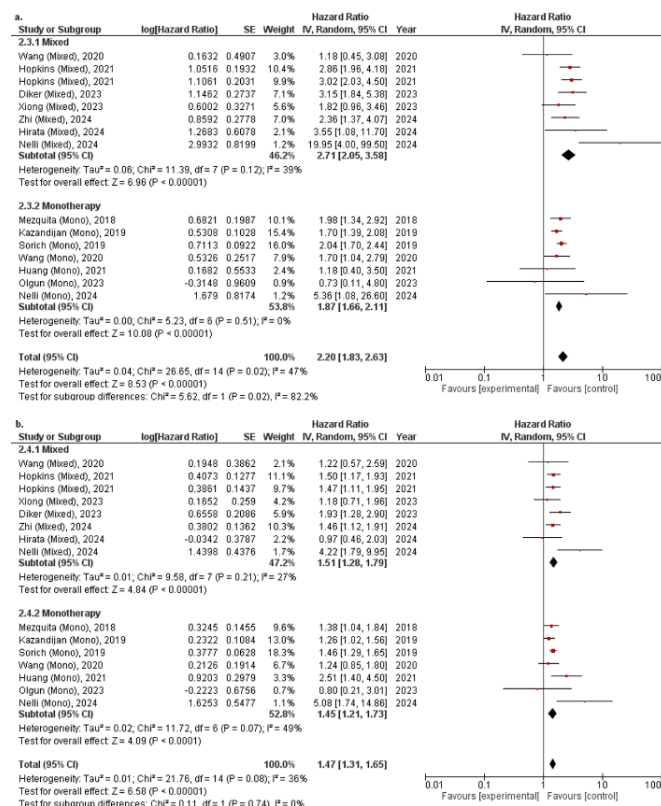 a.
Hazard Ratio Hazard Ratio
Study or Subgroup log[Hazard Ratio] SE Weight IV, Random, 95% CI Year IV, Random, 95% CI
2.3.1 Mixed
Wang (Mixed), 2020 0.1632 0.4907 3.0% 1.18 [0.45, 3.08] 2020
Hopkins (Mixed), 2021 1.0516 0.1932 10.4% 2.86 [1.96, 4.18] 2021
Hopkins (Mixed), 2021 1.1061 0.2031 9.9% 3.02 [2.03, 4.50] 2021
Diker (Mixed), 2023 1.1462 0.2737 7.1% 3.15 [1.84, 5.38] 2023
Xiong (Mixed), 2023 0.6002 0.3271 5.5% 1.82 [0.96, 3.46] 2023
Zhi (Mixed), 2024 0.8592 0.2778 7.0% 2.36 [1.37, 4.07] 2024
Hirata (Mixed), 2024 1.2683 0.6078 2.1% 3.55 [1.08, 11.70] 2024
Nelli (Mixed), 2024 2.9932 0.8199 1.2% 19.95 [4.00, 99.50] 2024
Subtotal (95% CI) 46.2% 2.71 [2.05, 3.58]
Heterogeneity: Tau² = 0.06; Chi² = 11.39, df = 7 (P = 0.12); I² = 39%
Test for overall effect: Z = 6.96 (P < 0.00001)
2.3.2 Monotherapy
Mezquita (Mono), 2018 0.6821 0.1987 10.1% 1.98 [1.34, 2.92] 2018
Kazandijan (Mono), 2019 0.5308 0.1028 15.4% 1.70 [1.39, 2.08] 2019
Sorich (Mono), 2019 0.7113 0.0922 16.0% 2.04 [1.70, 2.44] 2019
Wang (Mono), 2020 0.5326 0.2517 7.9% 1.70 [1.04, 2.79] 2020
Huang (Mono), 2021 0.1682 0.5533 2.5% 1.18 [0.40, 3.50] 2021
Olgun (Mono), 2023 -0.3148 0.9609 0.9% 0.73 [0.11, 4.80] 2023
Nelli (Mono), 2024 1.679 0.8174 1.2% 5.36 [1.08, 26.60] 2024
Subtotal (95% CI) 53.8% 1.87 [1.66, 2.11]
Heterogeneity: Tau² = 0.00; Chi² = 5.23, df = 6 (P = 0.51); I² = 0%
Test for overall effect: Z = 10.08 (P < 0.00001)
Total (95% CI) 100.0% 2.20 [1.83, 2.63]
Heterogeneity: Tau² = 0.04; Chi² = 26.65, df = 14 (P = 0.02); I² = 47%
Test for overall effect: Z = 8.53 (P < 0.00001)
Test for subgroup differences: Chi² = 5.62, df = 1 (P = 0.02), I² = 82.2%
0.01 0.1 1 10 100
Favours [experimental] Favours [control]
b.
Hazard Ratio Hazard Ratio
Study or Subgroup log[Hazard Ratio] SE Weight IV, Random, 95% CI Year IV, Random, 95% CI
2.4.1 Mixed
Wang (Mixed), 2020 0.1948 0.3862 2.1% 1.22 [0.57, 2.59] 2020
Hopkins (Mixed), 2021 0.4073 0.1277 11.1% 1.50 [1.17, 1.93] 2021
Hopkins (Mixed), 2021 0.3861 0.1437 9.7% 1.47 [1.11, 1.95] 2021
Xiong (Mixed), 2023 0.1652 0.259 4.2% 1.18 [0.71, 1.96] 2023
Diker (Mixed), 2023 0.6558 0.2086 5.9% 1.93 [1.28, 2.90] 2023
Zhi (Mixed), 2024 0.3802 0.1362 10.3% 1.46 [1.12, 1.91] 2024
Hirata (Mixed), 2024 -0.0342 0.3787 2.2% 0.97 [0.46, 2.03] 2024
Nelli (Mixed), 2024 1.4398 0.4376 1.7% 4.22 [1.79, 9.95] 2024
Subtotal (95% CI) 47.2% 1.51 [1.28, 1.79]
Heterogeneity: Tau² = 0.01; Chi² = 9.58, df = 7 (P = 0.21); I² = 27%
Test for overall effect: Z = 4.84 (P < 0.00001)
2.4.2 Monotherapy
Mezquita (Mono), 2018 0.3245 0.1455 9.6% 1.38 [1.04, 1.84] 2018
Kazandijan (Mono), 2019 0.2322 0.1084 13.0% 1.26 [1.02, 1.56] 2019
Sorich (Mono), 2019 0.3777 0.0628 18.3% 1.46 [1.29, 1.65] 2019
Wang (Mono), 2020 0.2126 0.1914 6.7% 1.24 [0.85, 1.80] 2020
Huang (Mono), 2021 0.9203 0.2979 3.3% 2.51 [1.40, 4.50] 2021
Olgun (Mono), 2023 -0.2223 0.6756 0.8% 0.80 [0.21, 3.01] 2023
Nelli (Mono), 2024 1.6253 0.5477 1.1% 5.08 [1.74, 14.86] 2024
Subtotal (95% CI) 52.8% 1.45 [1.21, 1.73]
Heterogeneity: Tau² = 0.02; Chi² = 11.72, df = 6 (P = 0.07); I² = 49%
Test for overall effect: Z = 4.09 (P < 0.0001)
Total (95% CI) 100.0% 1.47 [1.31, 1.65]
Heterogeneity: Tau² = 0.01; Chi² = 21.76, df = 14 (P = 0.08); I² = 36%
Test for overall effect: Z = 6.58 (P < 0.00001)
Test for subgroup differences: Chi² = 0.11, df = 1 (P = 0.74), I² = 0%
0.01 0.1 1 10 100
Favours [experimental] Favours [control]